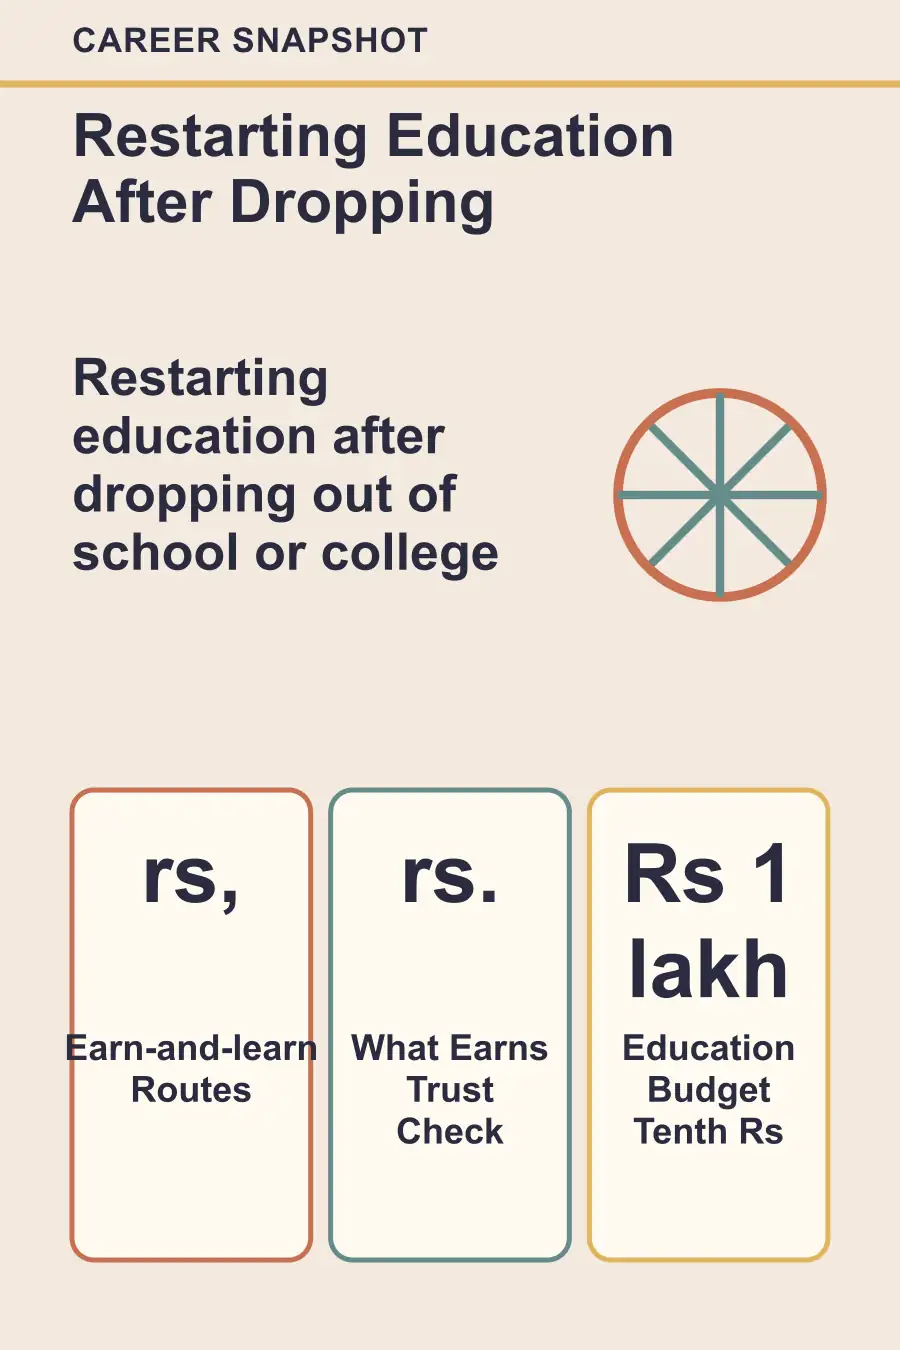 CAREER SNAPSHOT
Restarting Education
After Dropping
Restarting
education after
dropping out of
school or college
rs,
Earn-and-learn
Routes
rs.
What Earns
Trust
Check
Rs 1
lakh
Education
Budget
Tenth Rs